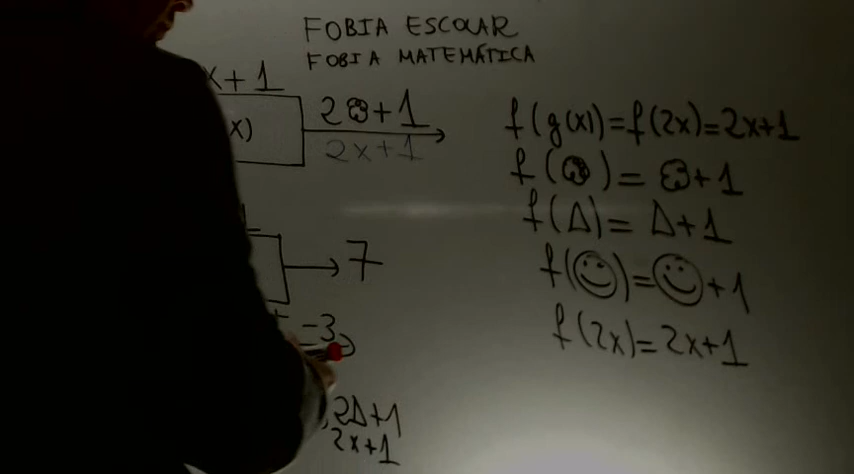 FOBIA ESCOLAR
FOBIA MATEMÁTICA
x+1
x)
2☻+1
2x+1
f(g(x))=f(2x)=2x+1
f(☻)=☻+1
f(Δ)=Δ+1
f(☺)=☺+1
f(2x)=2x+1
7
-3
2Δ+1
2x+1